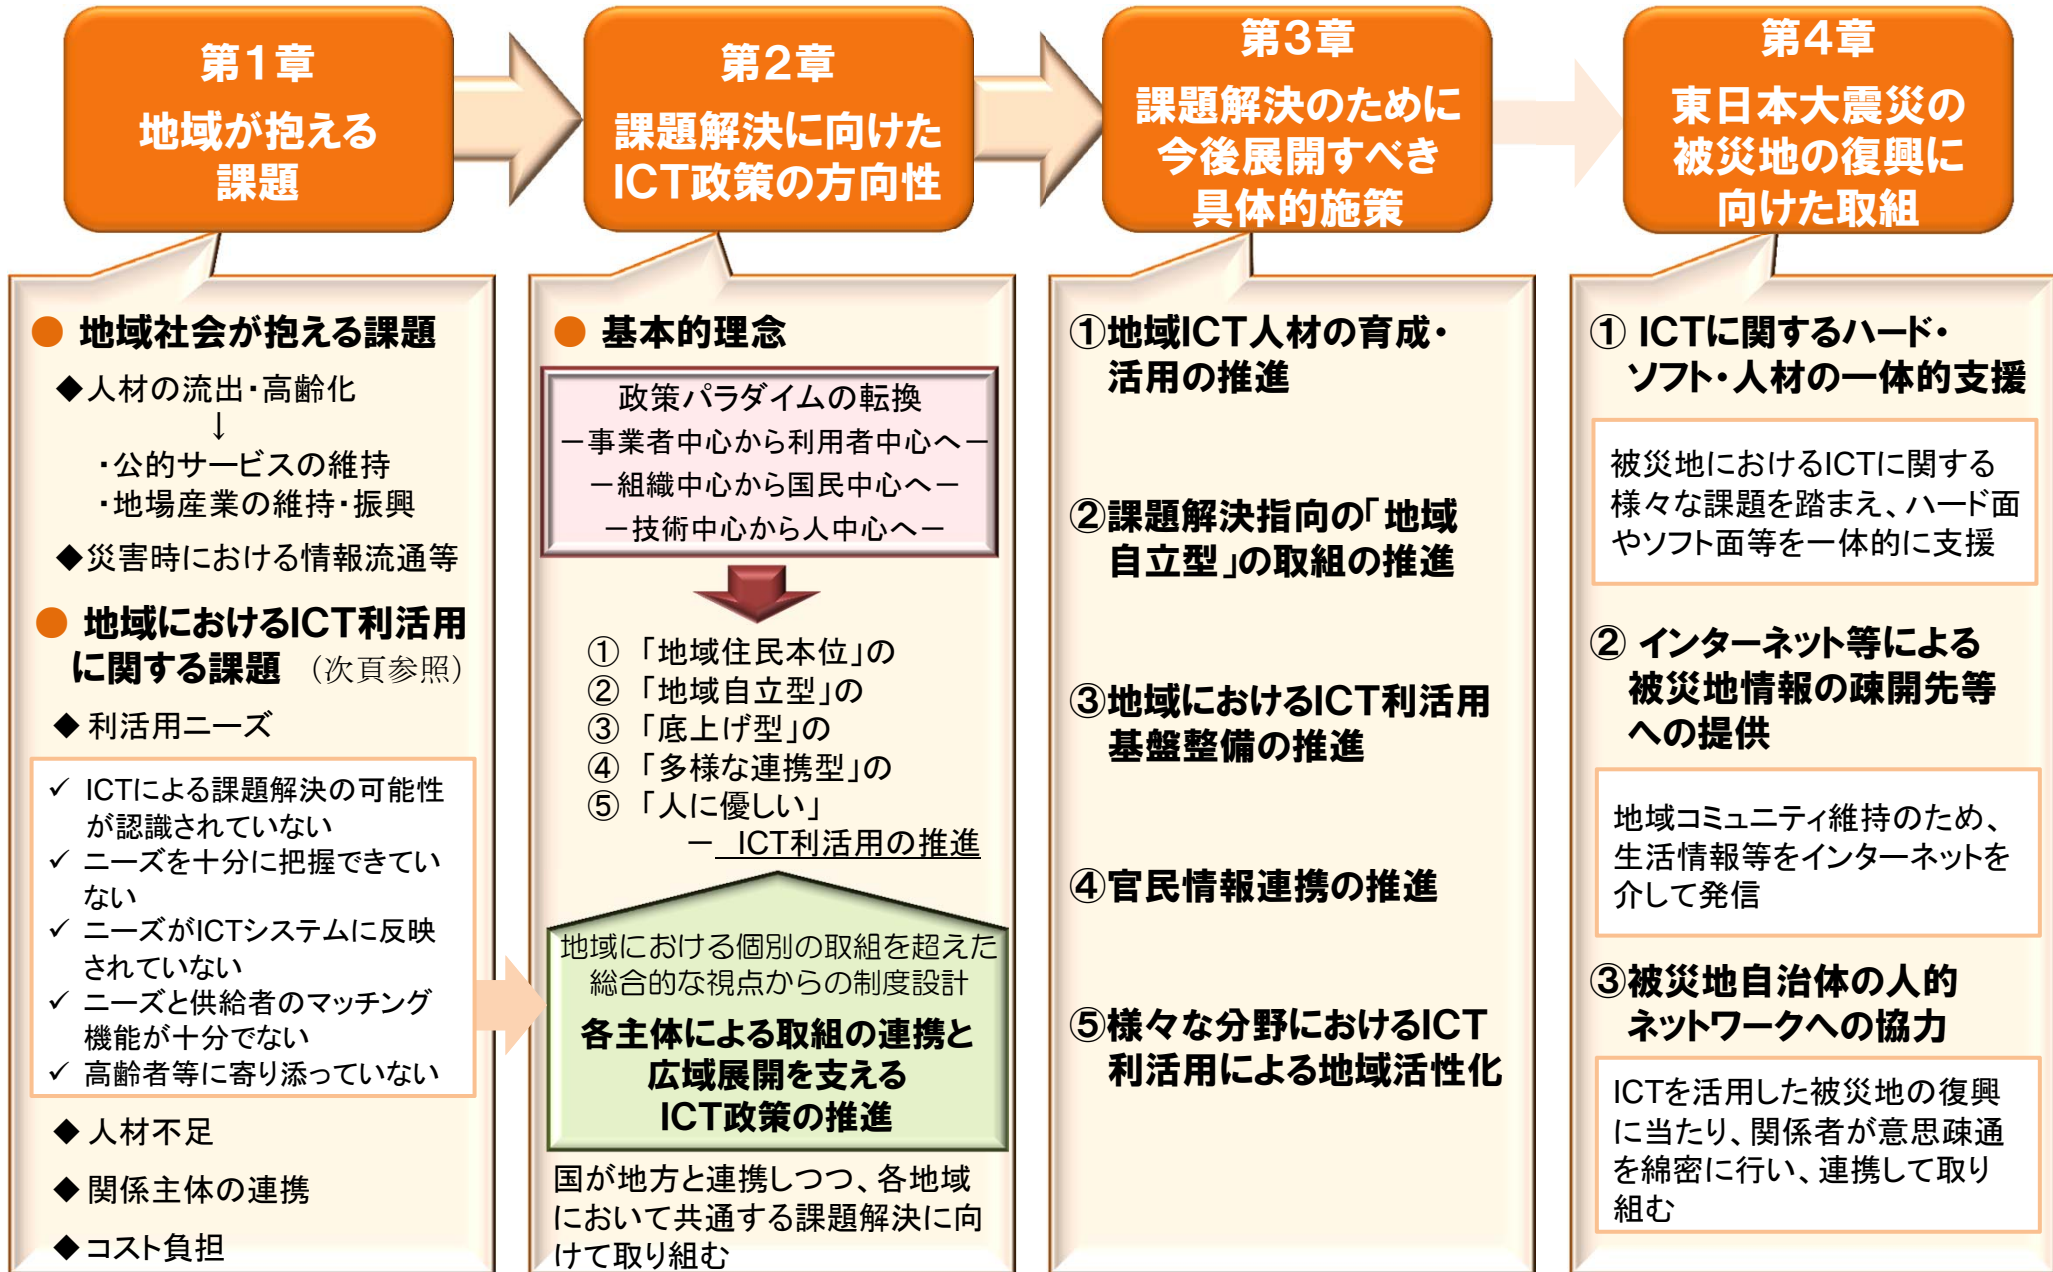 第1章
地域が抱える
課題
● 地域社会が抱える課題
◆人材の流出・高齢化
↓
・公的サービスの維持
・地場産業の維持・振興
◆災害時における情報流通等
● 地域におけるICT利活用
に関する課題 (次頁参照)
◆ 利活用ニーズ
✓ ICTによる課題解決の可能性
が認識されていない
✓ ニーズを十分に把握できてい
ない
✓ ニーズがICTシステムに反映
されていない
✓ ニーズと供給者のマッチング
機能が十分でない
✓ 高齢者等に寄り添っていない
◆ 人材不足
◆ 関係主体の連携
◆ コスト負担
第2章
課題解決に向けた
ICT政策の方向性
● 基本的理念
政策パラダイムの転換
－事業者中心から利用者中心へ－
－組織中心から国民中心へ－
－技術中心から人中心へ－
① 「地域住民本位」の
② 「地域自立型」の
③ 「底上げ型」の
④ 「多様な連携型」の
⑤ 「人に優しい」
－ ICT利活用の推進
地域における個別の取組を超えた
総合的な視点からの制度設計
各主体による取組の連携と
広域展開を支える
ICT政策の推進
国が地方と連携しつつ、各地域
において共通する課題解決に向
けて取り組む
第3章
課題解決のために
今後展開すべき
具体的施策
①地域ICT人材の育成・
活用の推進
②課題解決指向の「地域
自立型」の取組の推進
③地域におけるICT利活用
基盤整備の推進
④官民情報連携の推進
⑤様々な分野におけるICT
利活用による地域活性化
第4章
東日本大震災の
被災地の復興に
向けた取組
① ICTに関するハード・
ソフト・人材の一体的支援
被災地におけるICTに関する
様々な課題を踏まえ、ハード面
やソフト面等を一体的に支援
② インターネット等による
被災地情報の疎開先等
への提供
地域コミュニティ維持のため、
生活情報等をインターネットを
介して発信
③被災地自治体の人的
ネットワークへの協力
ICTを活用した被災地の復興
に当たり、関係者が意思疎通
を綿密に行い、連携して取り
組む